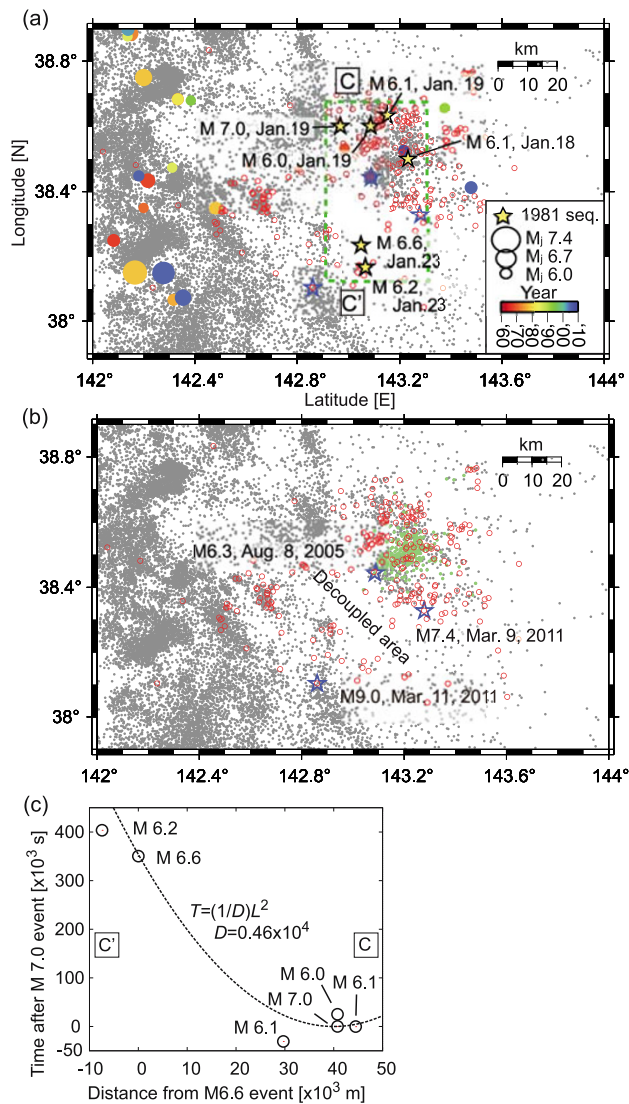 (a)
38.8°
38.4°
38°
Longitude [N]
C
M 6.1, Jan. 19
M 7.0, Jan.19
M 6.0, Jan.19
M 6.1, Jan.18
M 6.6,
Jan.23
M 6.2,
Jan.23
C'
km
0 10 20
1981 seq.
Mj 7.4
Mj 6.7
Mj 6.0
Year
'60 '70 '80 '90 '00 '10
142° 142.4° 142.8° 143.2° 143.6° 144°
Latitude [E]
(b)
38.8°
38.4°
38°
km
0 10 20
M6.3, Aug. 8, 2005
Decoupled area
M7.4, Mar. 9, 2011
M9.0, Mar. 11, 2011
142° 142.4° 142.8° 143.2° 143.6° 144°
(c)
Time after M 7.0 event [x10³ s]
400
300
200
100
0
-50
M 6.2
M 6.6
T=(1/D)L²
D=0.46x10⁴
C'
C
M 6.0
M 6.1
M 7.0
M 6.1
-10 0 10 20 30 40 50
Distance from M6.6 event [x10³ m]